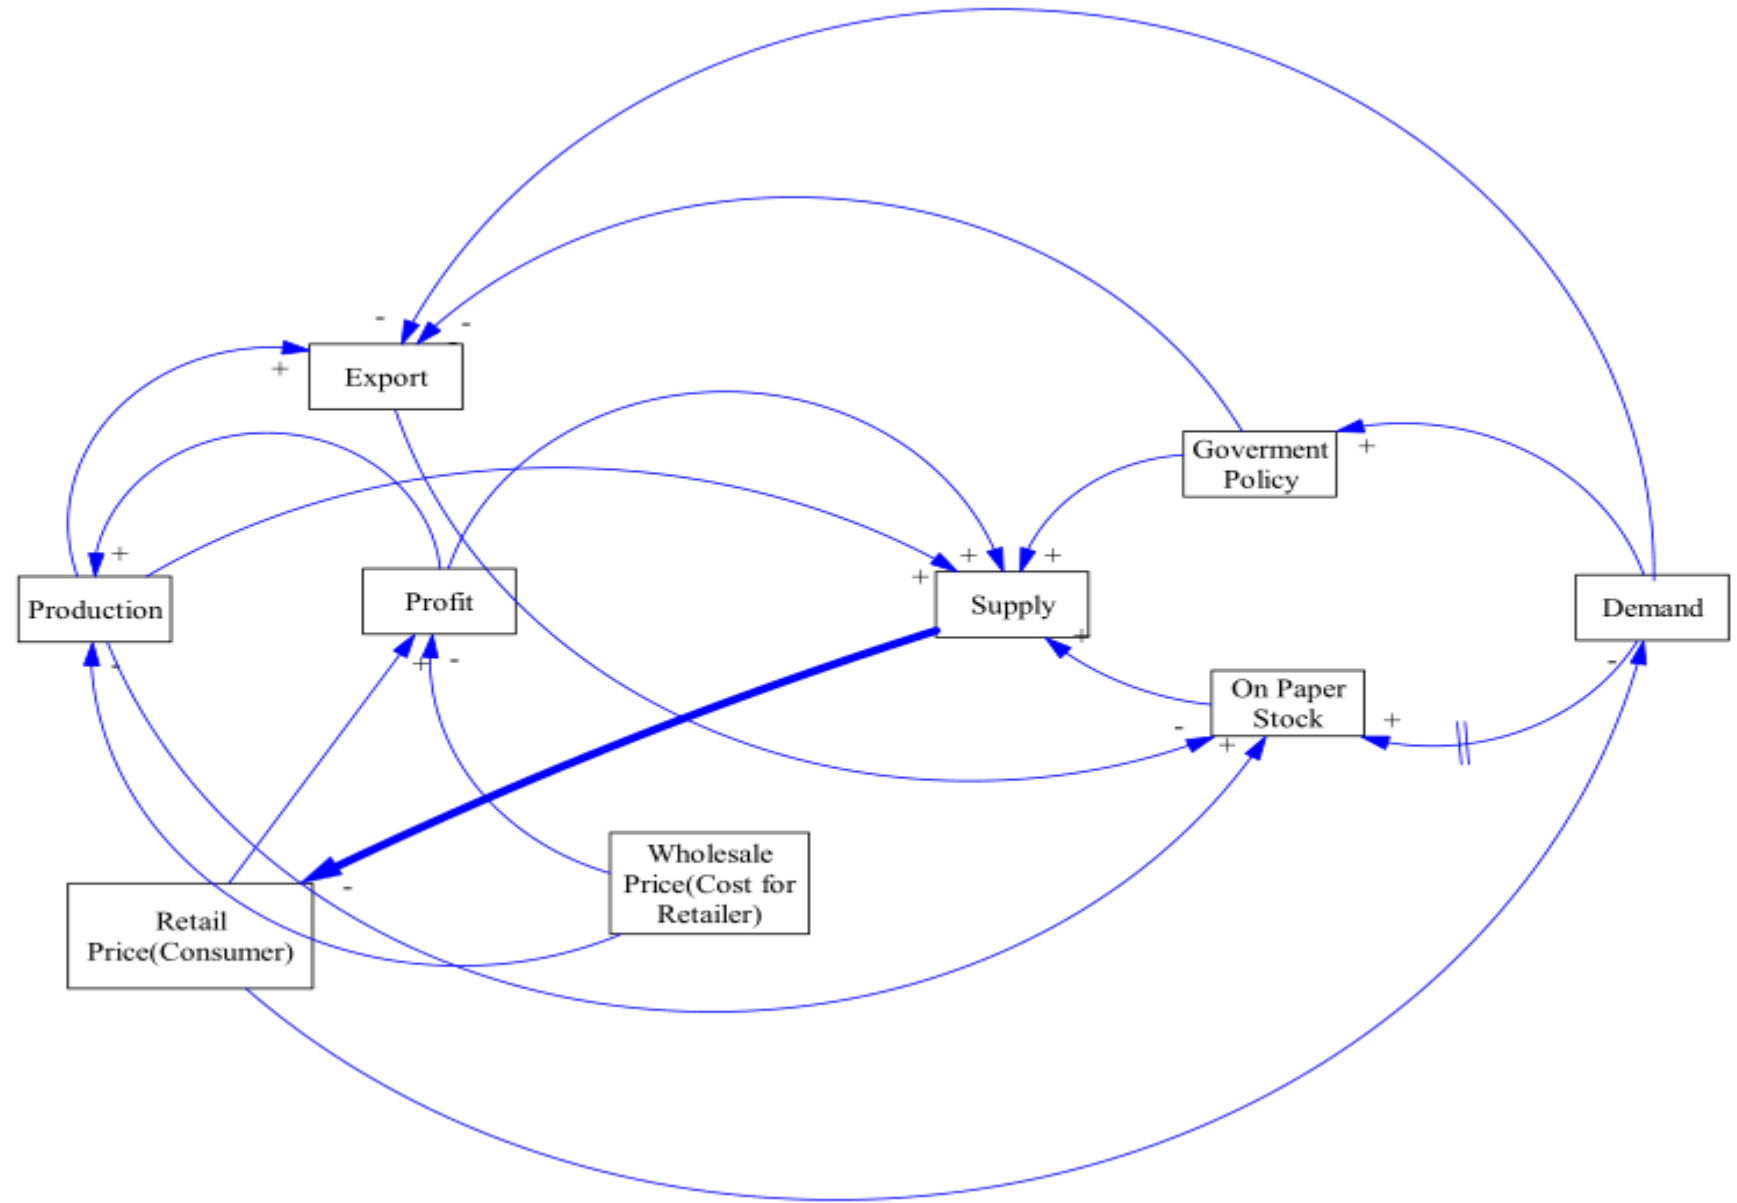 -
-
-
+
Export
Goverment
Policy
+
+
+
+
+
Production
Profit
Supply
Demand
+
-
+
-
-
On Paper
Stock
-
+
+
Wholesale
Price(Cost for
Retailer)
-
Retail
Price(Consumer)